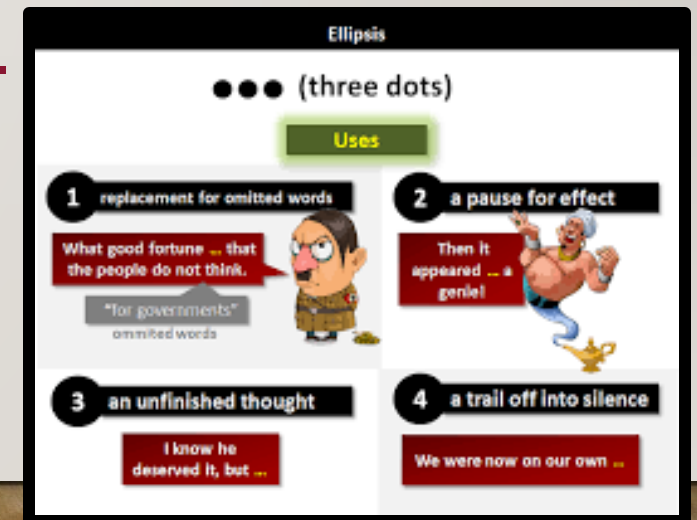 Ellipsis
●●● (three dots)
Uses
1 replacement for omitted words
What good fortune ... that
the people do not think.
"for governments"
ommited words
2 a pause for effect
Then it
appeared ... a
genie!
3 an unfinished thought
I know he
deserved it, but ...
4 a trail off into silence
We were now on our own ...